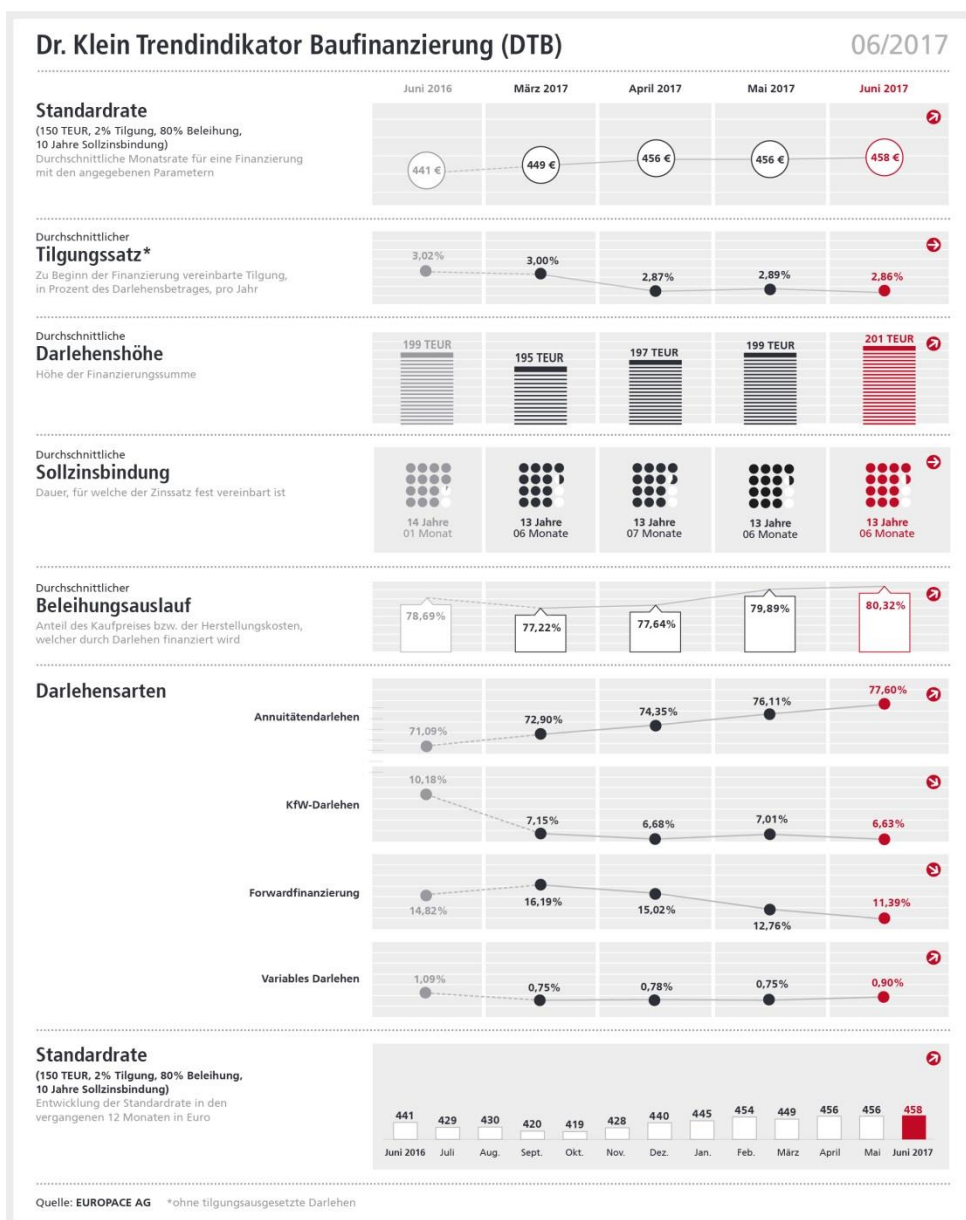 Dr. Klein Trendindikator Baufinanzierung (DTB) 06/2017
Juni 2016 März 2017 April 2017 Mai 2017 Juni 2017
Standardrate
(150 TEUR, 2% Tilgung, 80% Beleihung,
10 Jahre Sollzinsbindung)
Durchschnittliche Monatsrate für eine Finanzierung
mit den angegebenen Parametern
441 € 449 € 456 € 456 € 458 €
Durchschnittlicher
Tilgungssatz*
Zu Beginn der Finanzierung vereinbarte Tilgung,
in Prozent des Darlehensbetrages, pro Jahr
3,02% 3,00% 2,87% 2,89% 2,86%
Durchschnittliche
Darlehenshöhe
Höhe der Finanzierungssumme
199 TEUR 195 TEUR 197 TEUR 199 TEUR 201 TEUR
Durchschnittliche
Sollzinsbindung
Dauer, für welche der Zinssatz fest vereinbart ist
14 Jahre 13 Jahre 13 Jahre 13 Jahre 13 Jahre
01 Monat 06 Monate 07 Monate 06 Monate 06 Monate
Durchschnittlicher
Beleihungsauslauf
Anteil des Kaufpreises bzw. der Herstellungskosten,
welcher durch Darlehen finanziert wird
78,69% 77,22% 77,64% 79,89% 80,32%
Darlehensarten
Annuitätendarlehen
71,09% 72,90% 74,35% 76,11% 77,60%
KfW-Darlehen
10,18% 7,15% 6,68% 7,01% 6,63%
Forwardfinanzierung
14,82% 16,19% 15,02% 12,76% 11,39%
Variables Darlehen
1,09% 0,75% 0,78% 0,75% 0,90%
Standardrate
(150 TEUR, 2% Tilgung, 80% Beleihung,
10 Jahre Sollzinsbindung)
Entwicklung der Standardrate in den
vergangenen 12 Monaten in Euro
441 429 430 420 419 428 440 445 454 449 456 456 458
Juni 2016 Juli Aug. Sept. Okt. Nov. Dez. Jan. Feb. März April Mai Juni 2017
Quelle: EUROPACE AG *ohne tilgungsausgesetzte Darlehen